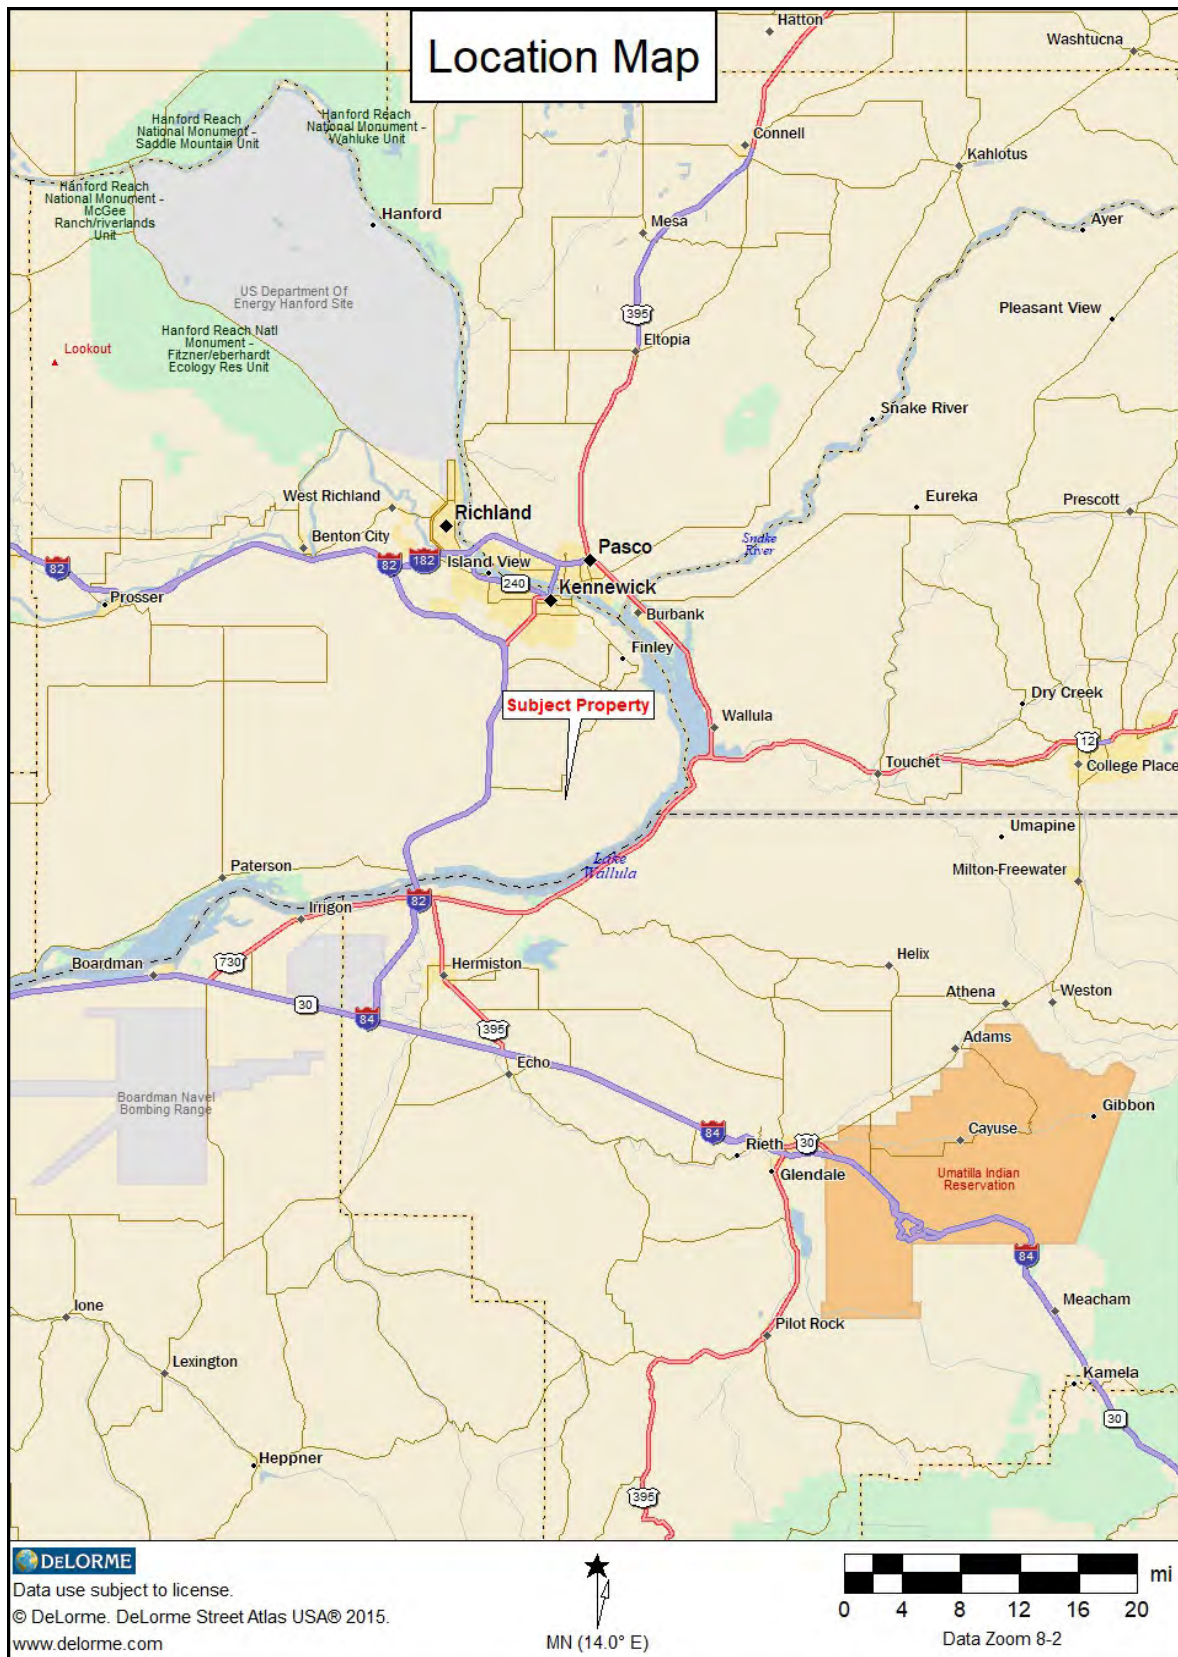 Location Map
Hatton
Washtucna
Hanford Reach
National Monument -
Saddle Mountain Unit
Hanford Reach
National Monument -
Wahluke Unit
Connell
Kahlotus
Hanford Reach
National Monument -
McGee
Ranch/riverlands
Unit
Hanford
Mesa
Ayer
US Department Of
Energy Hanford Site
395
Pleasant View
Hanford Reach Natl
Monument -
Fitzner/eberhardt
Ecology Res Unit
Lookout
Eltopia
Snake River
West Richland
Richland
Eureka
Prescott
Benton City
Snake
River
82
82
182
Island View
Pasco
240
Kennewick
Prosser
Burbank
Finley
Subject Property
Dry Creek
Wallula
12
Touchet
College Place
Umapine
Paterson
Lake
Wallula
Milton-Freewater
82
Irrigon
730
Boardman
Hermiston
Helix
30
84
395
Athena
Weston
Adams
Echo
Boardman Navel
Bombing Range
Gibbon
84
Rieth
30
Cayuse
Glendale
Umatilla Indian
Reservation
84
Ione
Meacham
Pilot Rock
Lexington
Kamela
30
Heppner
395
DELORME
Data use subject to license.
© DeLorme. DeLorme Street Atlas USA® 2015.
www.delorme.com
MN (14.0° E)
mi
0 4 8 12 16 20
Data Zoom 8-2